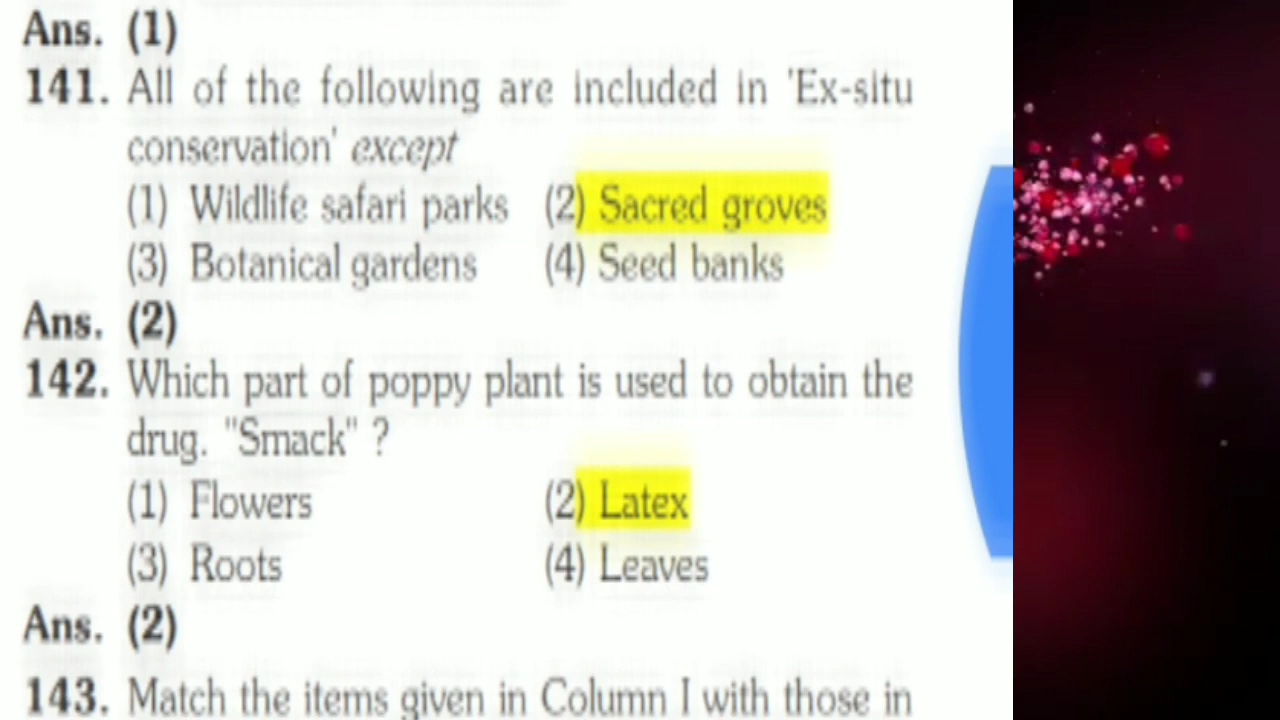 Ans. (1)
141. All of the following are included in 'Ex-situ
conservation' except
(1) Wildlife safari parks (2) Sacred groves
(3) Botanical gardens (4) Seed banks
Ans. (2)
142. Which part of poppy plant is used to obtain the
drug. "Smack" ?
(1) Flowers (2) Latex
(3) Roots (4) Leaves
Ans. (2)
143. Match the items given in Column I with those in